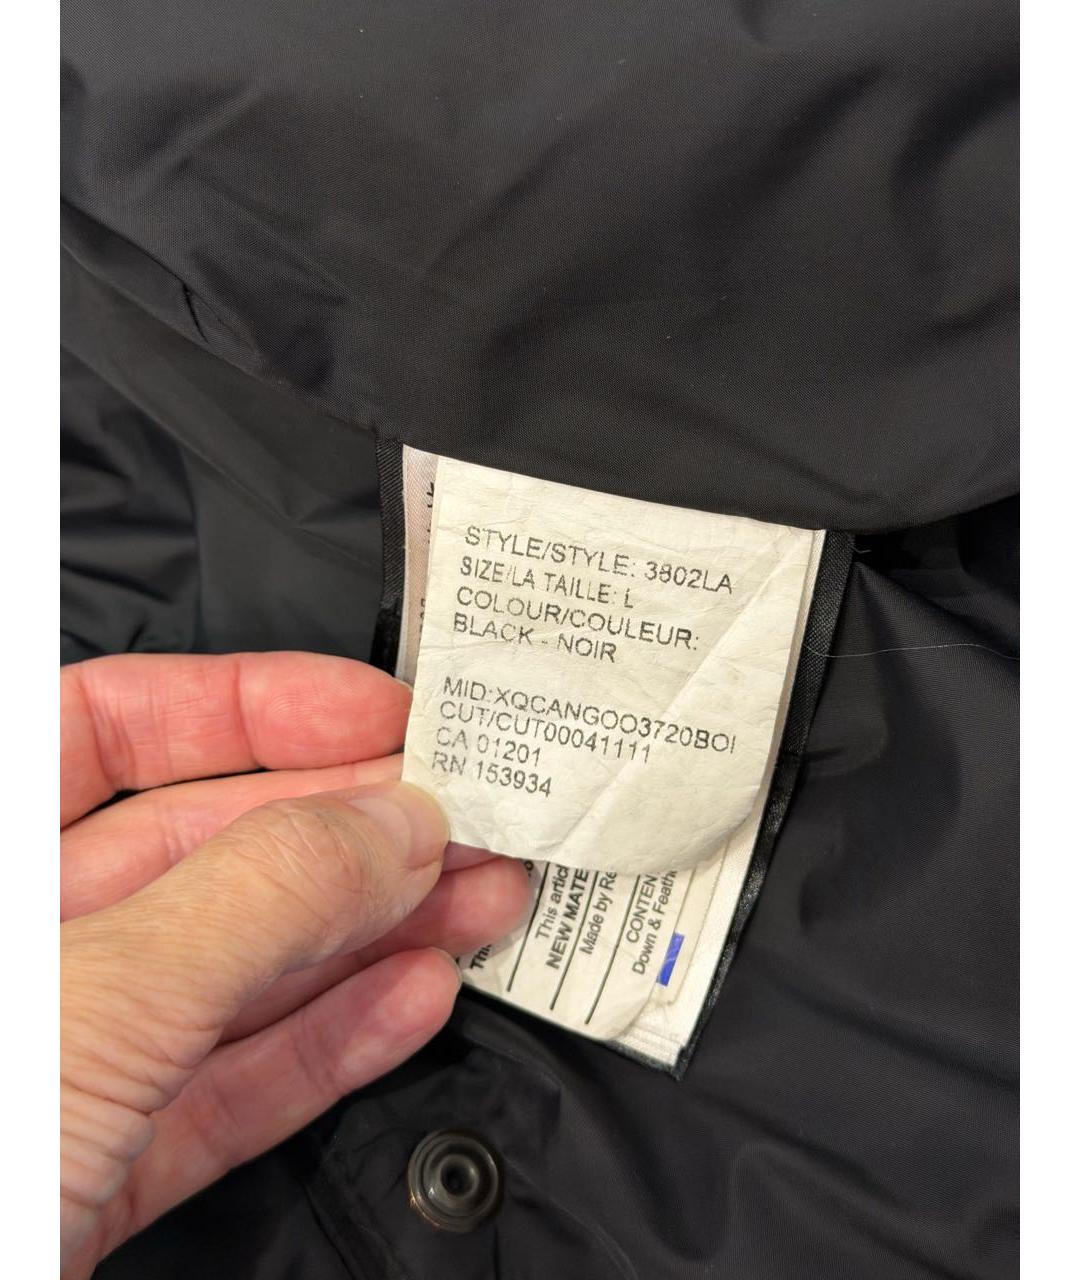 STYLE/STYLE: 3802LA
SIZE/LA TAILLE: L
COLOUR/COULEUR:
BLACK - NOIR
MID:XQCANGOO3720BOI
CUT/CUT00041111
CA 01201
RN 153934
This artic
NEW MATE
Made by Re
CONTEN
Down & Feath